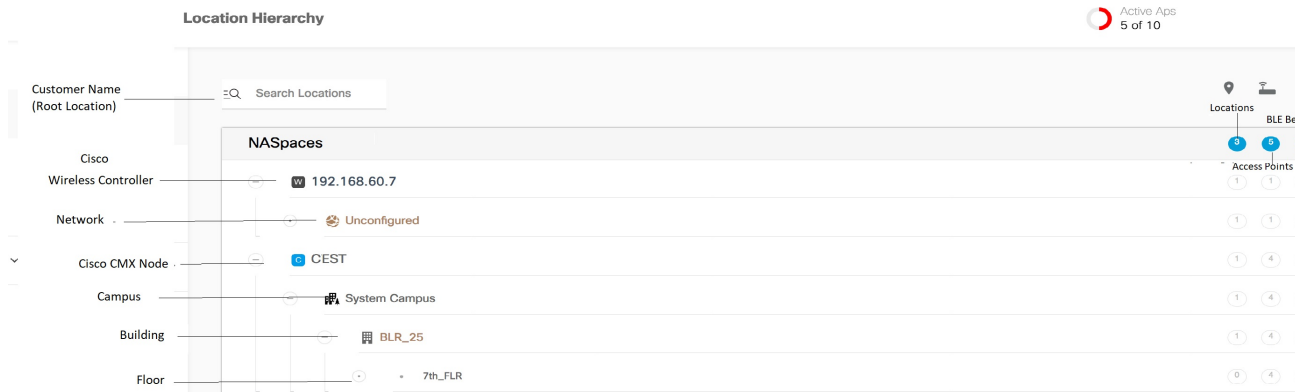 Location Hierarchy
Active Aps
5 of 10
Customer Name
(Root Location)
Search Locations
Locations
BLE Be
NASpaces
3 5
Access Points
Cisco
Wireless Controller
W 192.168.60.7
1 1
Network
Unconfigured
1 1
Cisco CMX Node
C CEST
1 4
Campus
System Campus
1 4
Building
BLR_25
1 4
Floor
7th_FLR
0 4